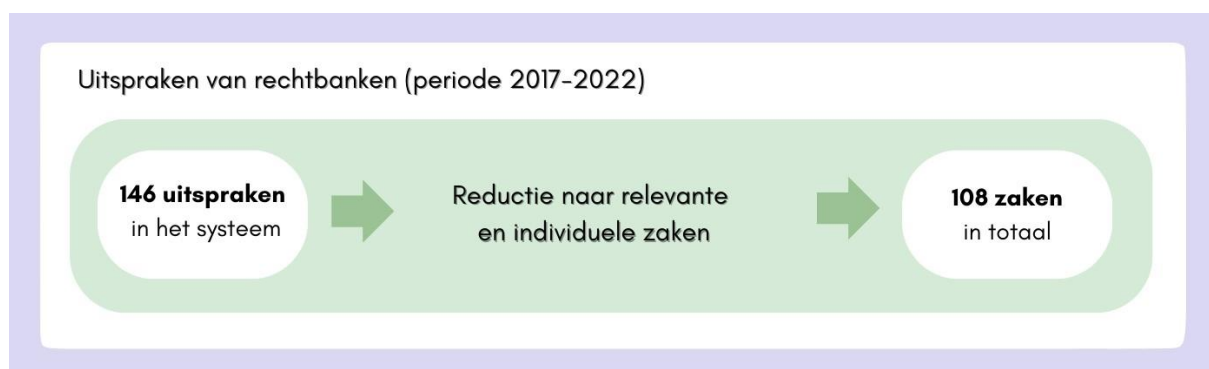 Uitspraken van rechtbanken (periode 2017-2022)
146 uitspraken
in het systeem
Reductie naar relevante
en individuele zaken
108 zaken
in totaal